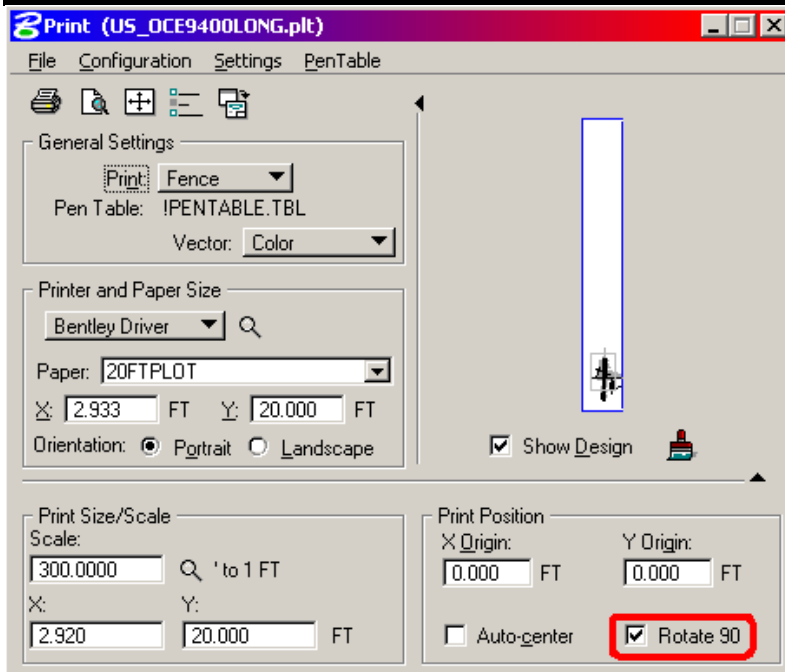 Print (US_OCE9400LONG.plt)
File Configuration Settings PenTable
General Settings
Print: Fence
Pen Table: !PENTABLE.TBL
Vector: Color
Printer and Paper Size
Bentley Driver
Paper: 20FTPLOT
X: 2.933 FT Y: 20.000 FT
Orientation: Portrait Landscape
Show Design
Print Size/Scale
Scale:
300.0000 ' to 1 FT
X: Y:
2.920 20.000 FT
Print Position
X Origin: Y Origin:
0.000 FT 0.000 FT
Auto-center Rotate 90